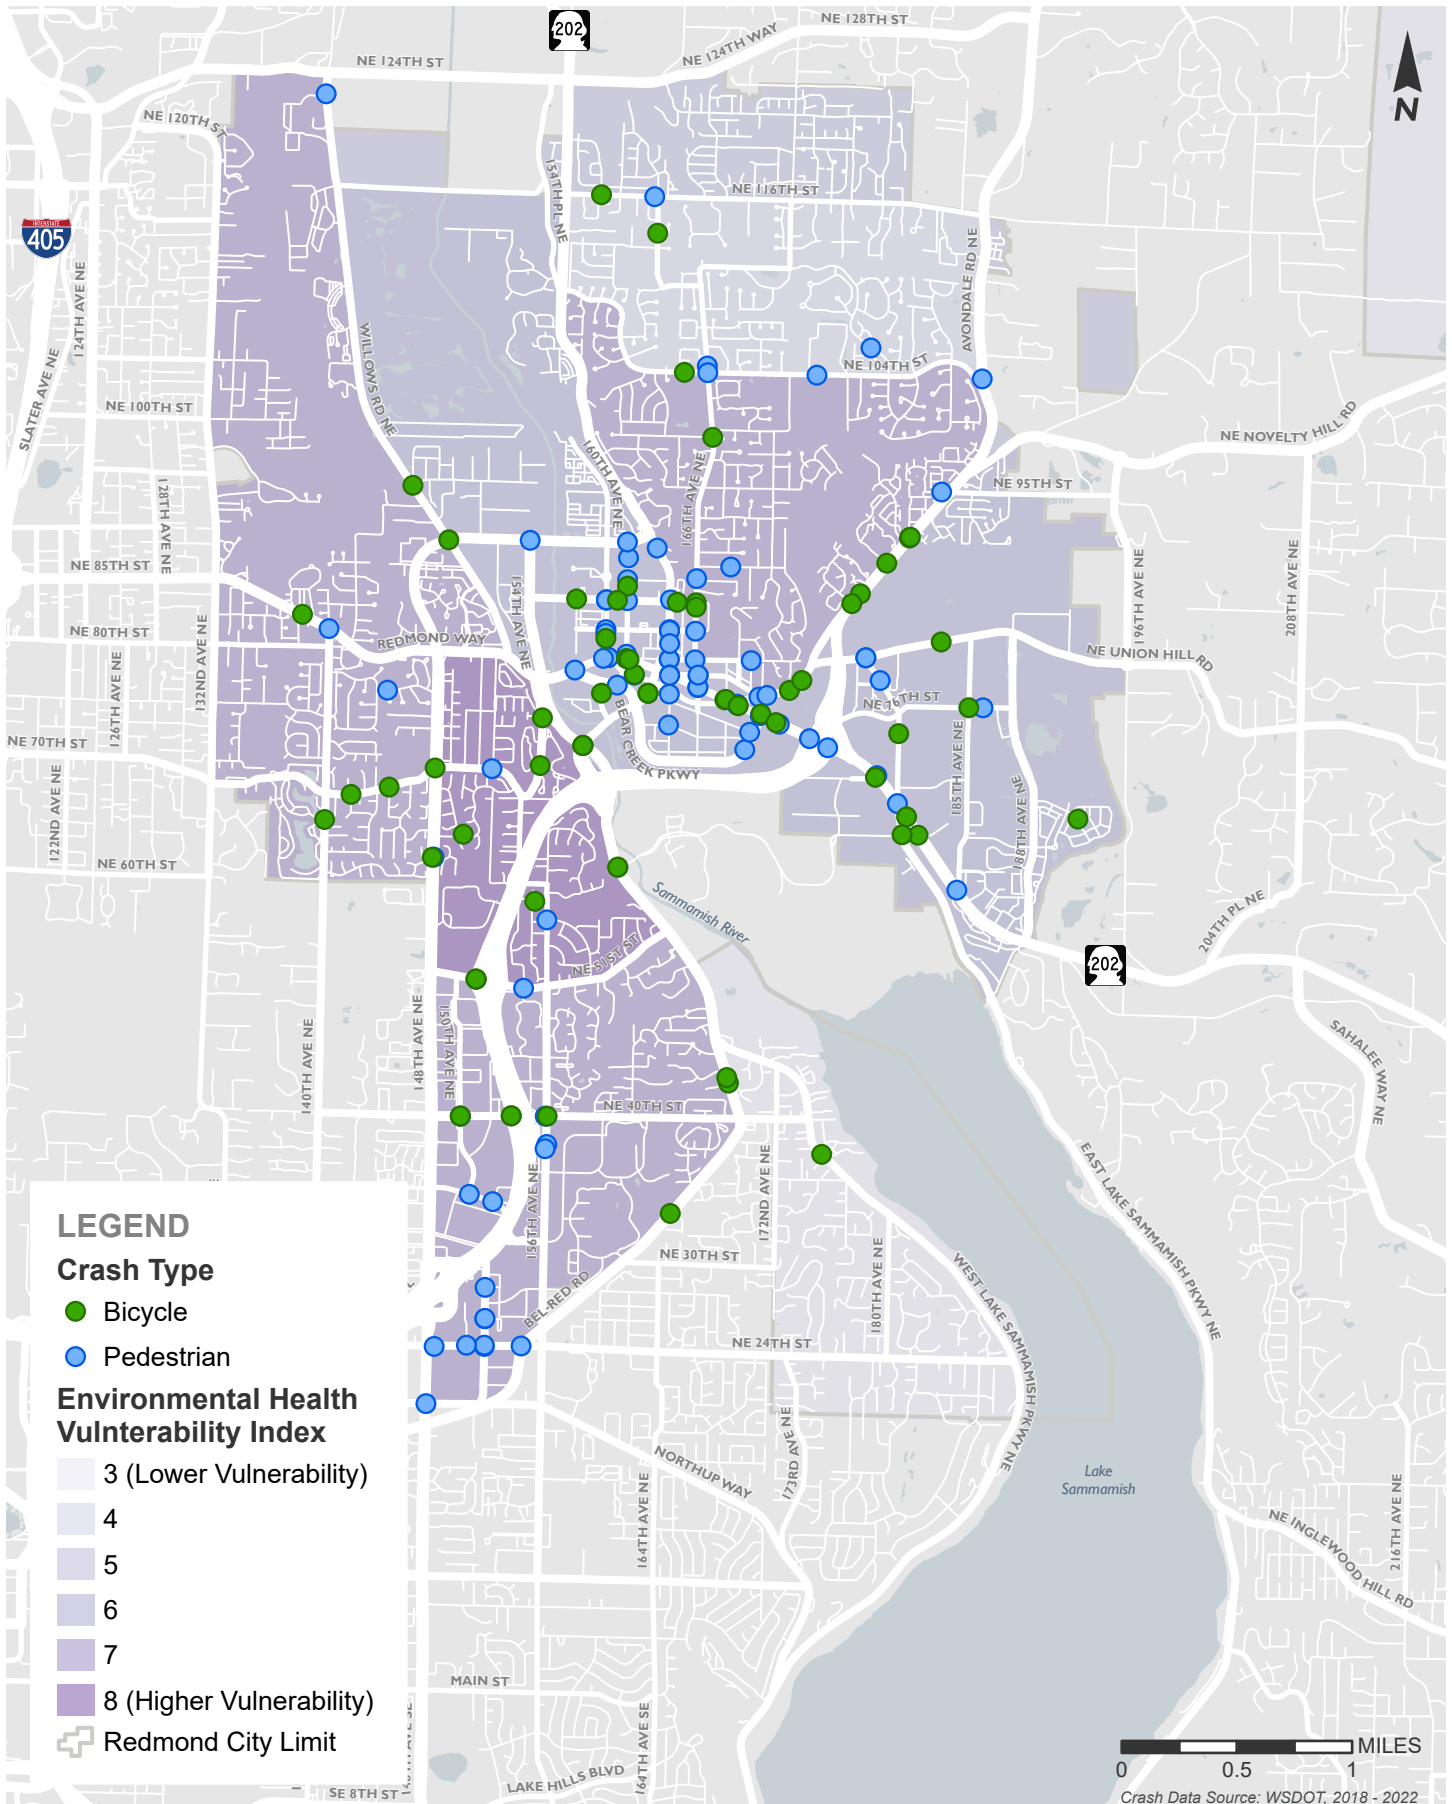 202
NE 128TH ST
NE 124TH WAY
NE 124TH ST
N
NE 120TH ST
154TH PL NE
NE 116TH ST
INTERSTATE
405
124TH AVE NE
AVONDALE RD NE
SLATER AVE NE
WILLOWS RD NE
NE 104TH ST
NE 100TH ST
NE NOVELTY HILL RD
160TH AVE NE
166TH AVE NE
128TH AVE NE
NE 95TH ST
NE 85TH ST
196TH AVE NE
208TH AVE NE
154TH AVE NE
NE 80TH ST
132ND AVE NE
REDMOND WAY
NE UNION HILL RD
126TH AVE NE
NE 76TH ST
BEAR CREEK PKWY
NE 70TH ST
122ND AVE NE
185TH AVE NE
188TH AVE NE
NE 60TH ST
Sammamish River
204TH PL NE
NE 51ST ST
202
148TH AVE NE
150TH AVE NE
140TH AVE NE
SAHALEE WAY NE
NE 40TH ST
172ND AVE NE
EAST LAKE SAMMAMISH PKWY NE
156TH AVE NE
180TH AVE NE
NE 30TH ST
WEST LAKE SAMMAMISH PKWY NE
BEL-RED RD
NE 24TH ST
173RD AVE NE
NORTHUP WAY
164TH AVE NE
Lake
Sammamish
216TH AVE NE
NE INGLEWOOD HILL RD
MAIN ST
164TH AVE SE
LAKE HILLS BLVD
SE 8TH ST
LEGEND
Crash Type
Bicycle
Pedestrian
Environmental Health
Vulnterability Index
3 (Lower Vulnerability)
4
5
6
7
8 (Higher Vulnerability)
Redmond City Limit
MILES
0 0.5 1
Crash Data Source: WSDOT, 2018 - 2022